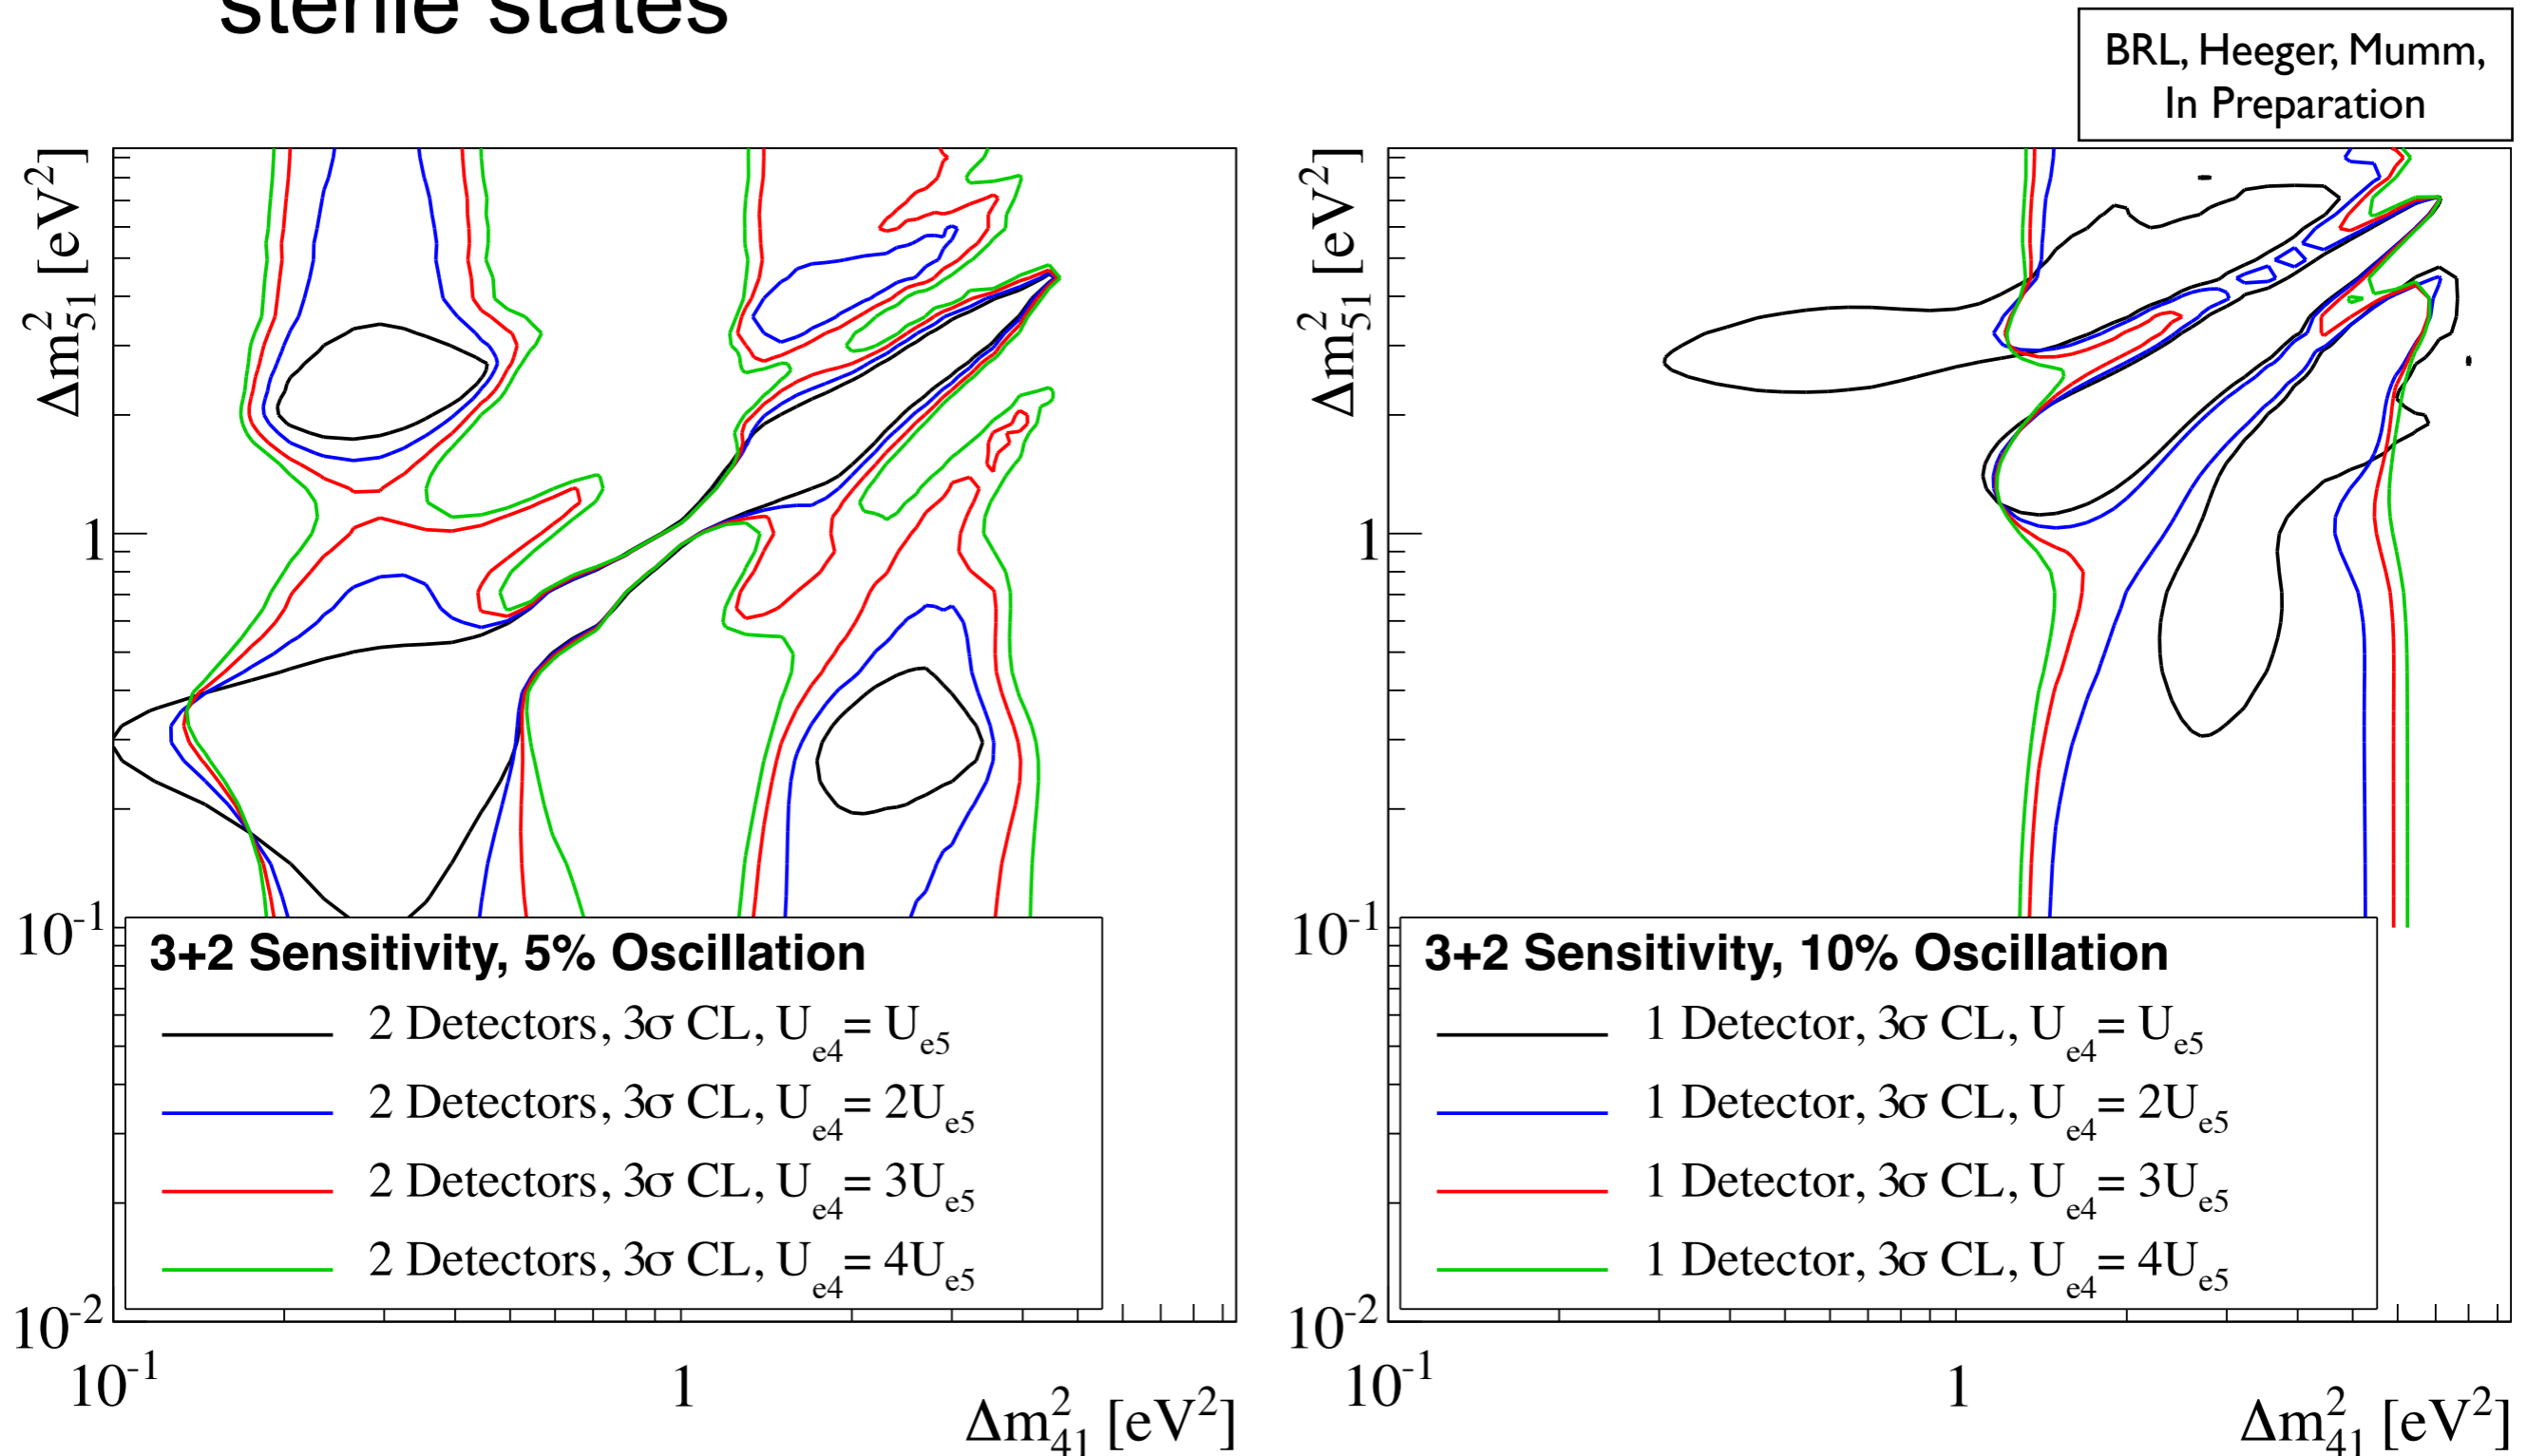 sterile states
BRL, Heeger, Mumm,
In Preparation
Δm²₅₁ [eV²]
1
10⁻¹
10⁻²
3+2 Sensitivity, 5% Oscillation
2 Detectors, 3σ CL, Uₑ₄= Uₑ₅
2 Detectors, 3σ CL, Uₑ₄= 2Uₑ₅
2 Detectors, 3σ CL, Uₑ₄= 3Uₑ₅
2 Detectors, 3σ CL, Uₑ₄= 4Uₑ₅
10⁻¹
1
Δm²₄₁ [eV²]
Δm²₅₁ [eV²]
1
10⁻¹
10⁻²
3+2 Sensitivity, 10% Oscillation
1 Detector, 3σ CL, Uₑ₄= Uₑ₅
1 Detector, 3σ CL, Uₑ₄= 2Uₑ₅
1 Detector, 3σ CL, Uₑ₄= 3Uₑ₅
1 Detector, 3σ CL, Uₑ₄= 4Uₑ₅
10⁻¹
1
Δm²₄₁ [eV²]